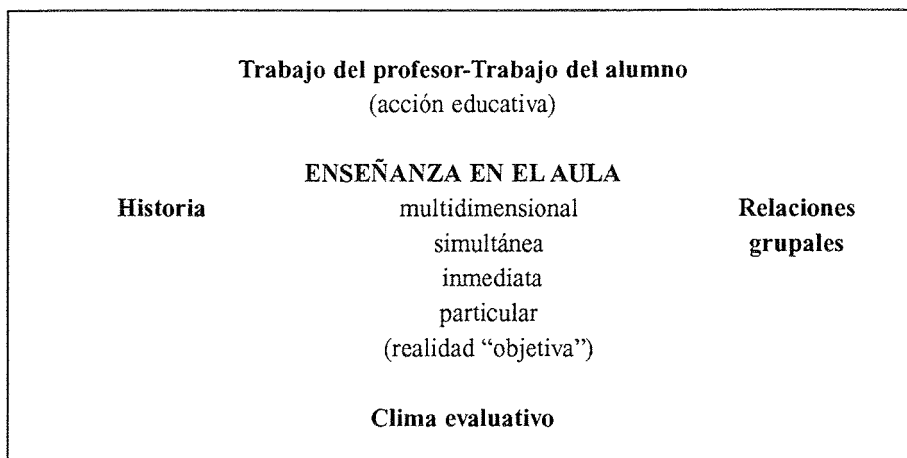 Trabajo del profesor-Trabajo del alumno
(acción educativa)
ENSEÑANZA EN EL AULA
Historia multidimensional Relaciones
simultánea grupales
inmediata
particular
(realidad “objetiva”)
Clima evaluativo